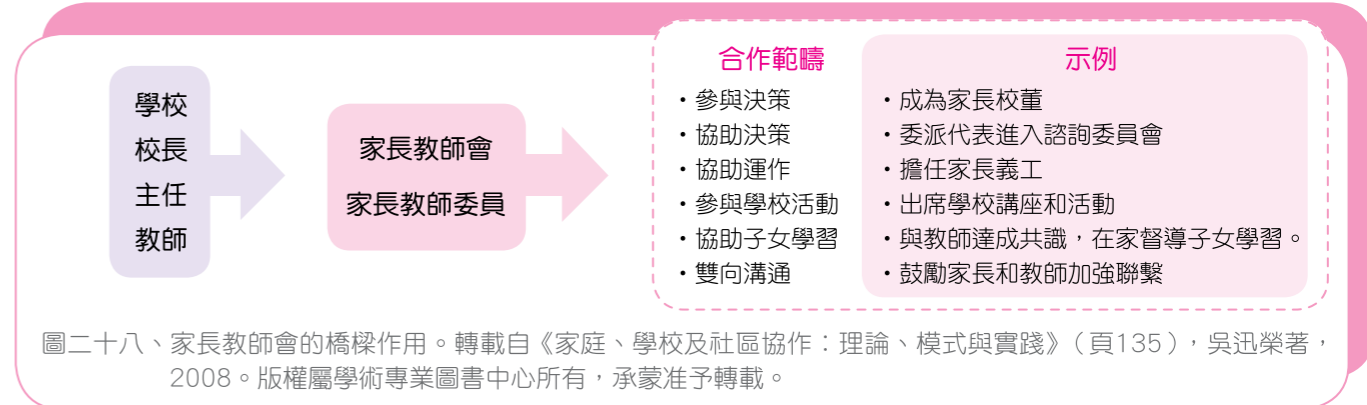 學校
校長
主任
教師
家長教師會
家長教師委員
合作範疇
・參與決策
・協助決策
・協助運作
・參與學校活動
・協助子女學習
・雙向溝通
示例
・成為家長校董
・委派代表進入諮詢委員會
・擔任家長義工
・出席學校講座和活動
・與教師達成共識，在家督導子女學習。
・鼓勵家長和教師加強聯繫
圖二十八、家長教師會的橋樑作用。轉載自《家庭、學校及社區協作：理論、模式與實踐》（頁135），吳迅榮著，
2008。版權屬學術專業圖書中心所有，承蒙准予轉載。